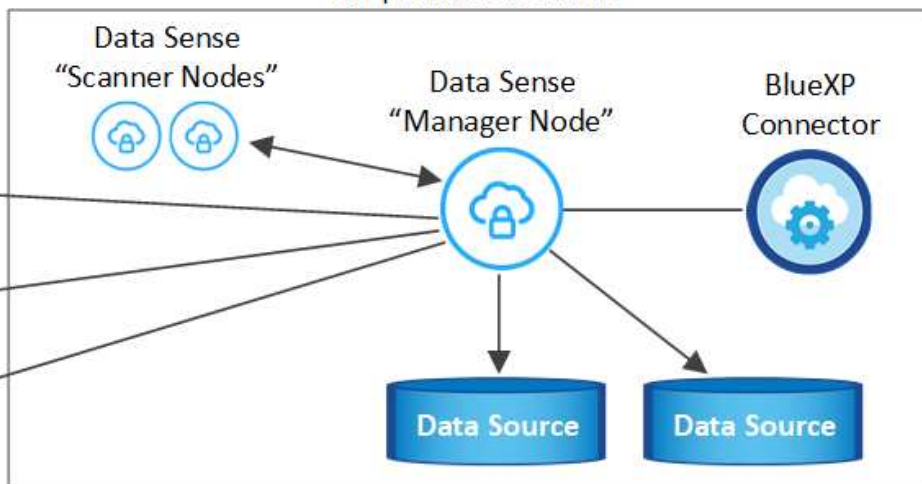 Data Sense
“Scanner Nodes”
Data Sense
“Manager Node”
BlueXP
Connector
Data Source
Data Source